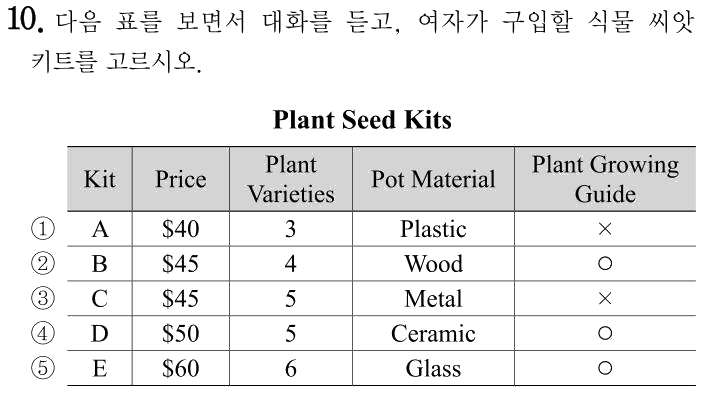 10. 다음 표를 보면서 대화를 듣고, 여자가 구입할 식물 씨앗
키트를 고르시오.
Plant Seed Kits
Kit Price Plant Varieties Pot Material Plant Growing Guide
① A $40 3 Plastic ×
② B $45 4 Wood ○
③ C $45 5 Metal ×
④ D $50 5 Ceramic ○
⑤ E $60 6 Glass ○